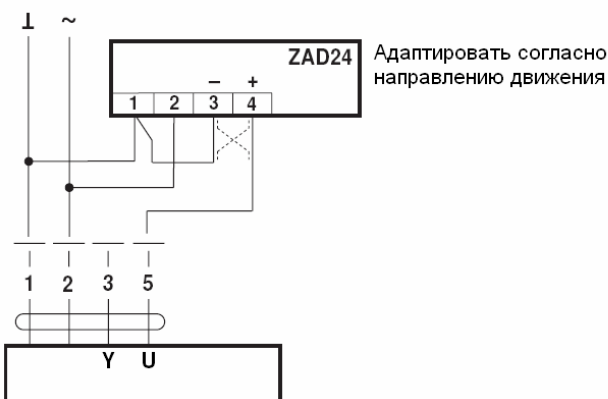 ⊥ ~
ZAD24
Адаптировать согласно
направлению движения
– +
1 2 3 4
1 2 3 5
Y U